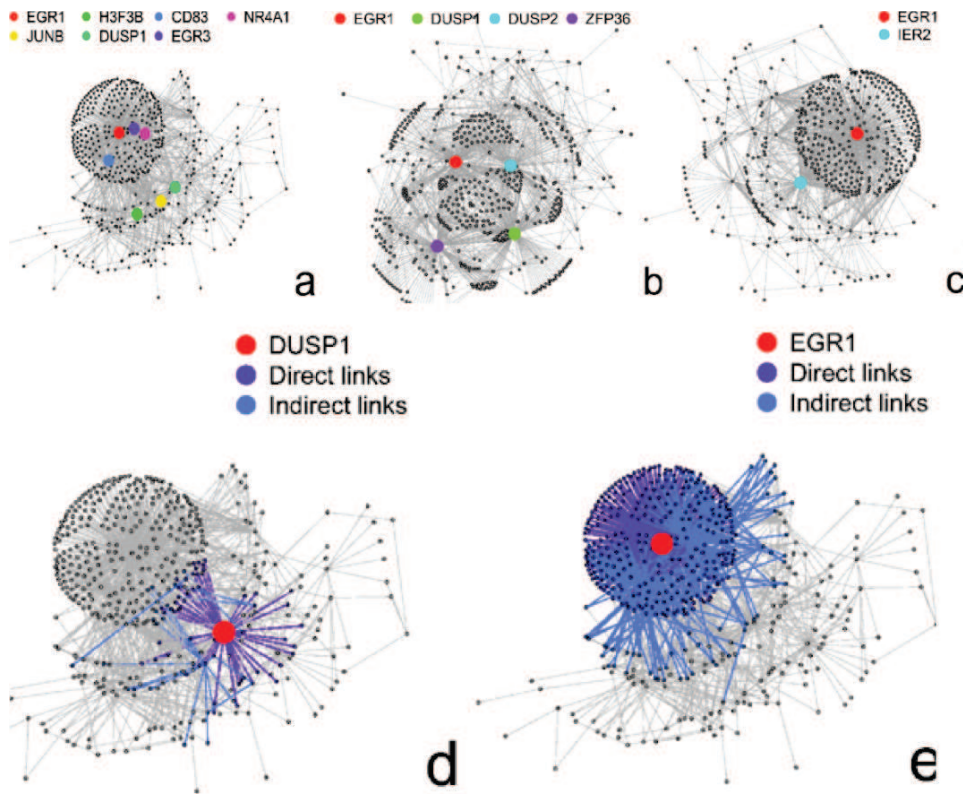 EGR1 H3F3B CD83 NR4A1
JUNB DUSP1 EGR3
EGR1 DUSP1 DUSP2 ZFP36
EGR1
IER2
a
b
c
DUSP1
Direct links
Indirect links
EGR1
Direct links
Indirect links
d
e